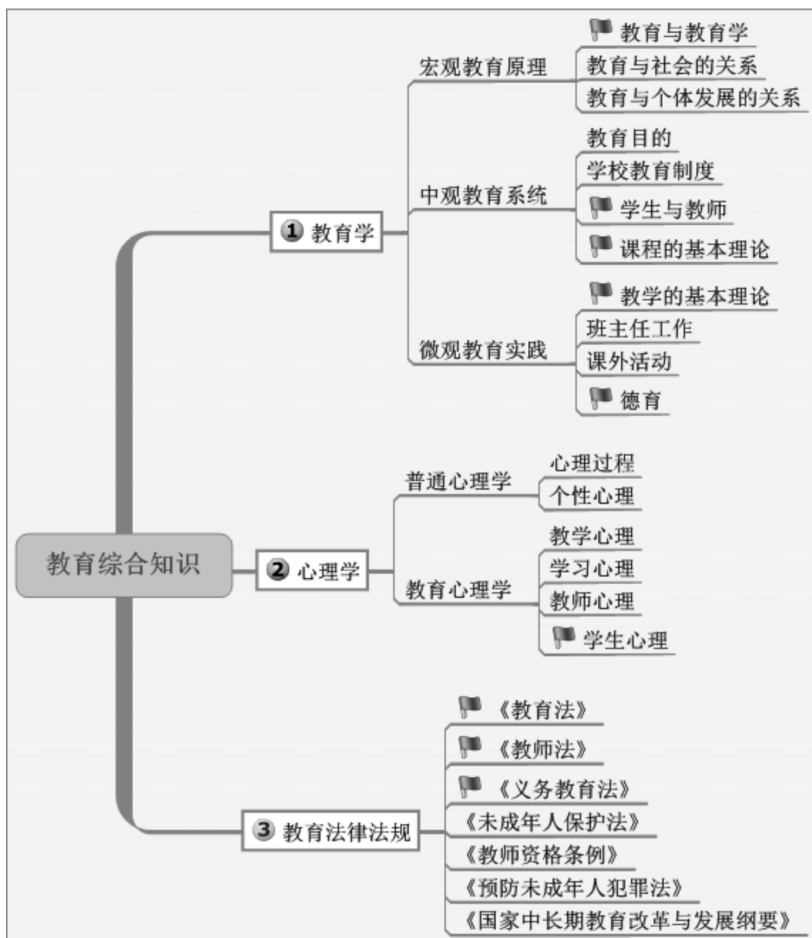 教育综合知识
1 教育学
宏观教育原理
教育与教育学
教育与社会的关系
教育与个体发展的关系
中观教育系统
教育目的
学校教育制度
学生与教师
课程的基本理论
微观教育实践
教学的基本理论
班主任工作
课外活动
德育
2 心理学
普通心理学
心理过程
个性心理
教育心理学
教学心理
学习心理
教师心理
学生心理
3 教育法律法规
《教育法》
《教师法》
《义务教育法》
《未成年人保护法》
《教师资格条例》
《预防未成年人犯罪法》
《国家中长期教育改革与发展纲要》